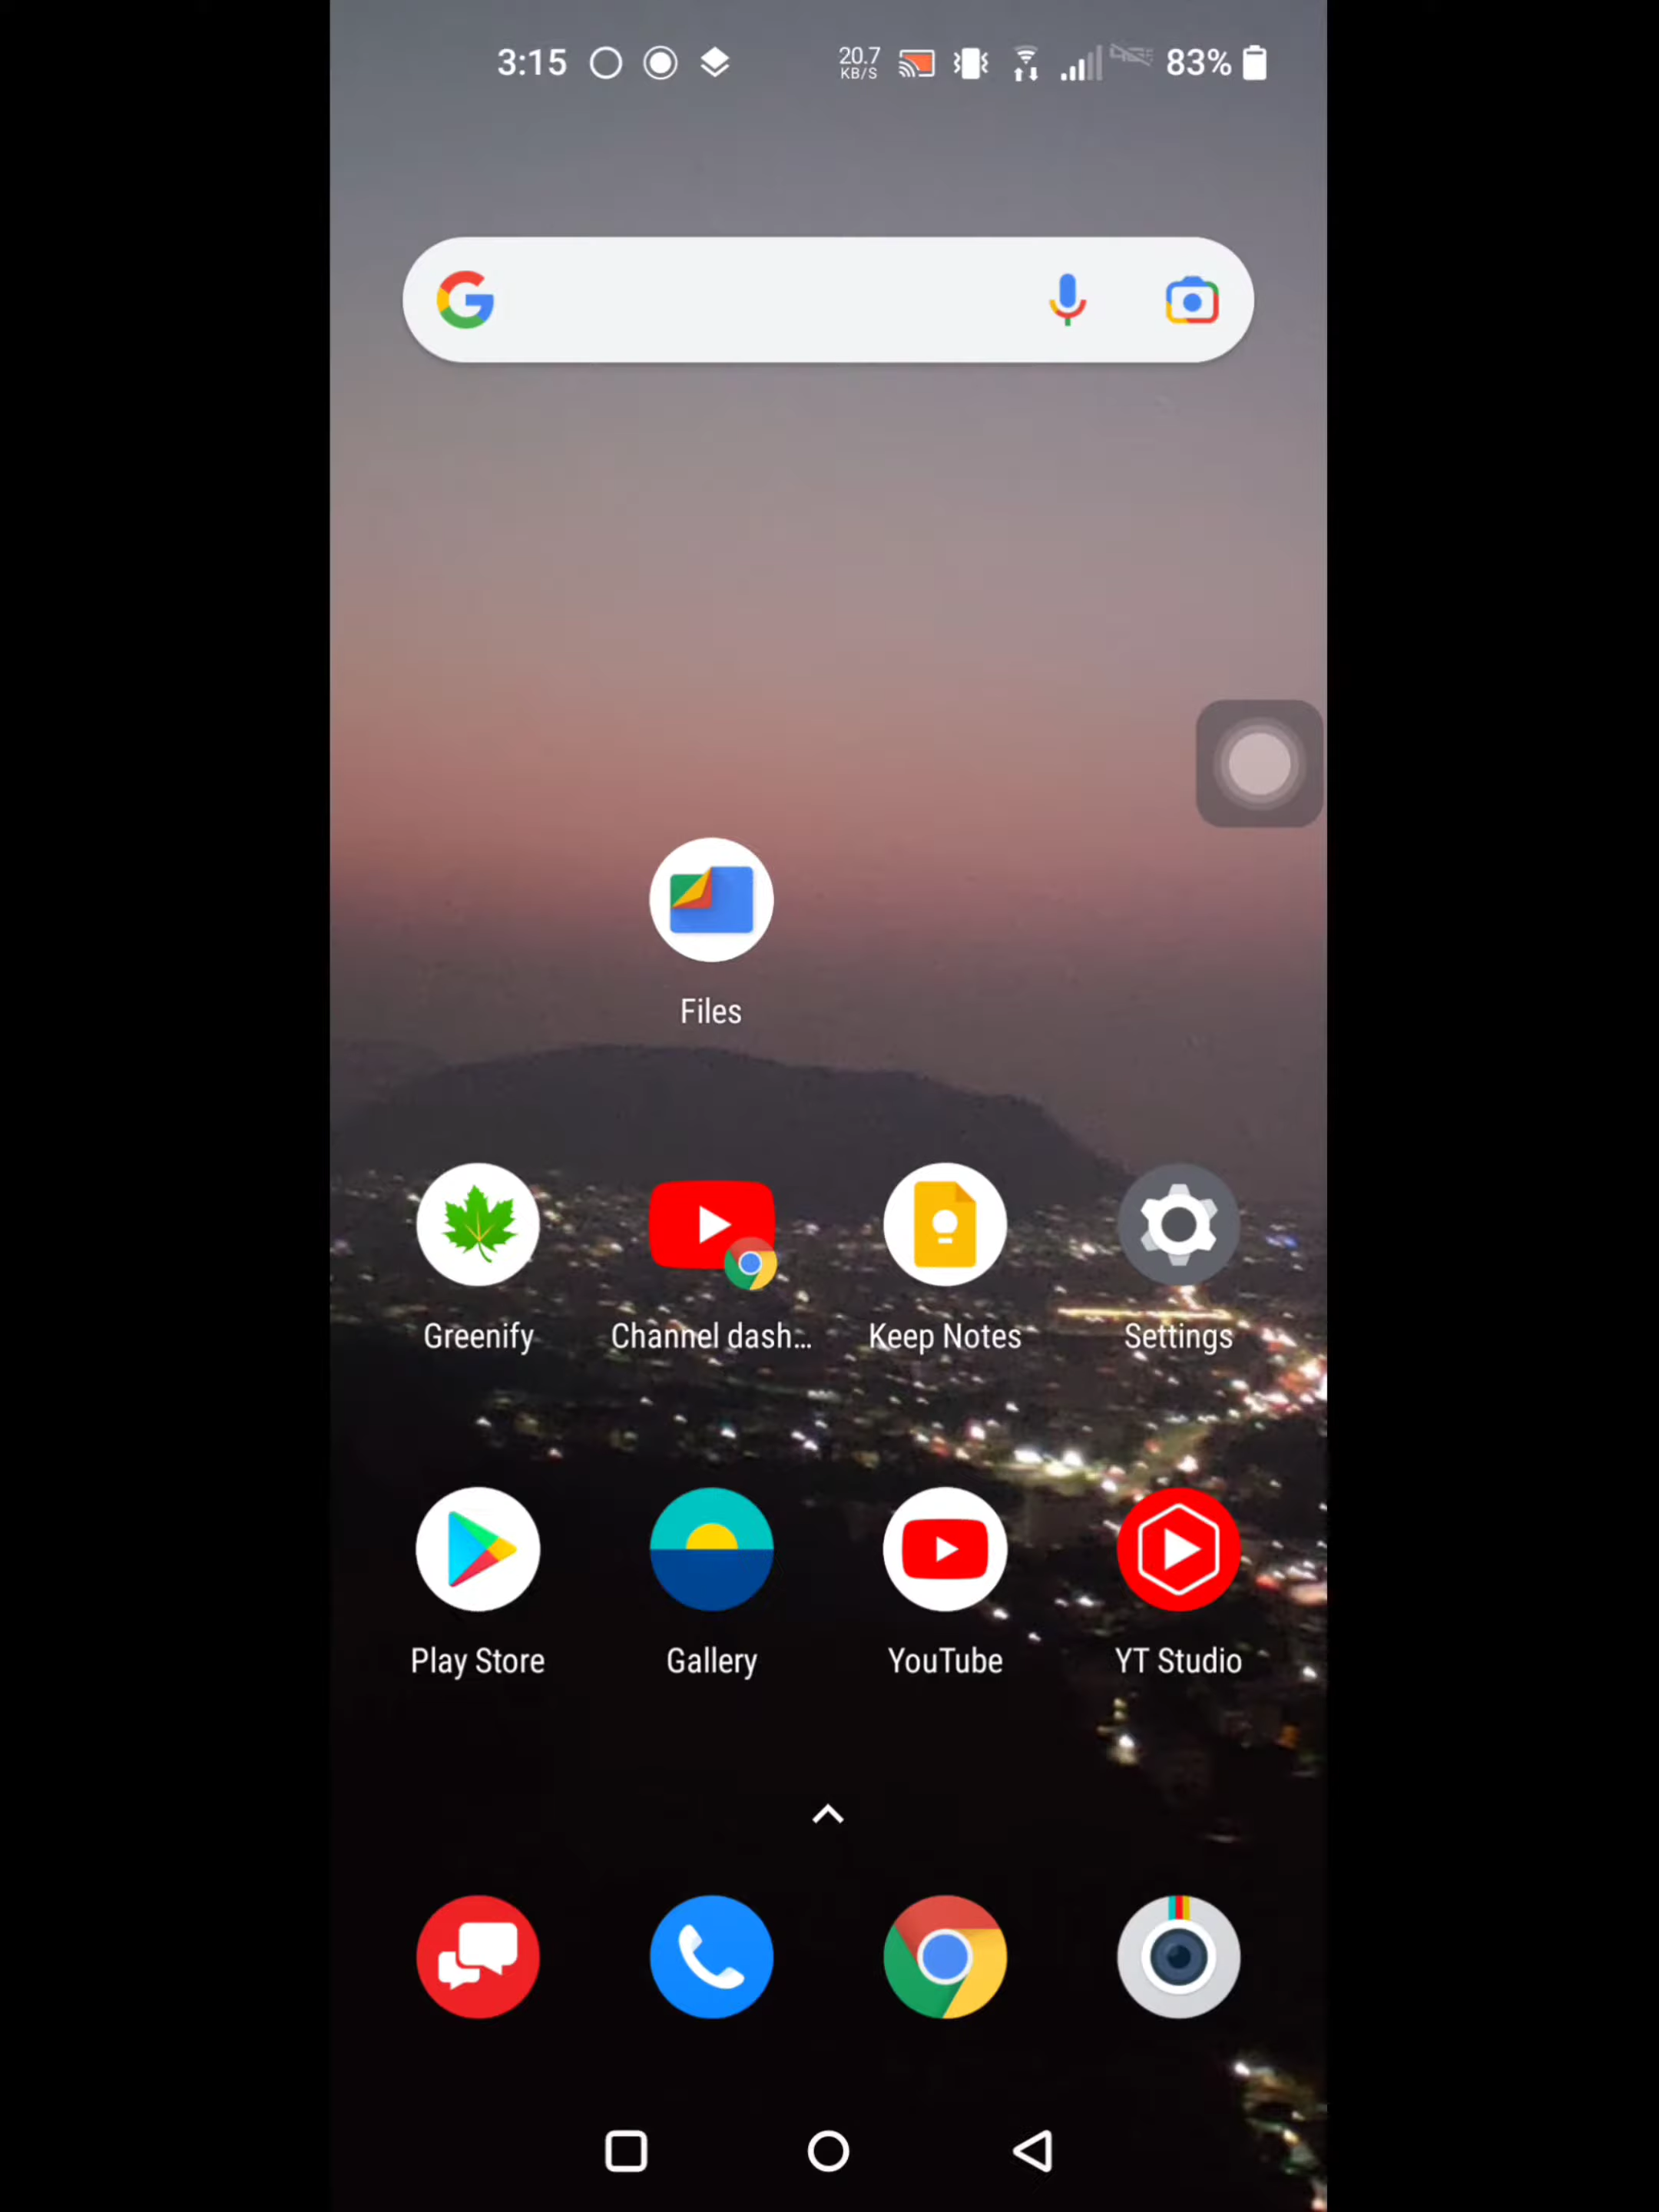 3:15 20.7 KB/S 83%
Files
Greenify Channel dash... Keep Notes Settings
Play Store Gallery YouTube YT Studio